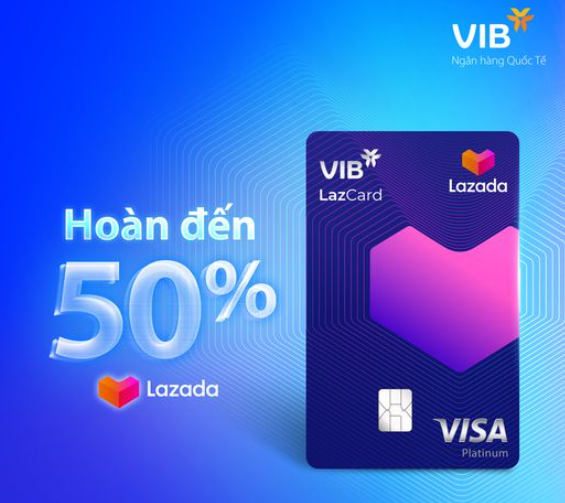 VIB
Ngân hàng Quốc Tế
Hoàn đến
50%
Lazada
VIB
LazCard
Lazada
VISA
Platinum